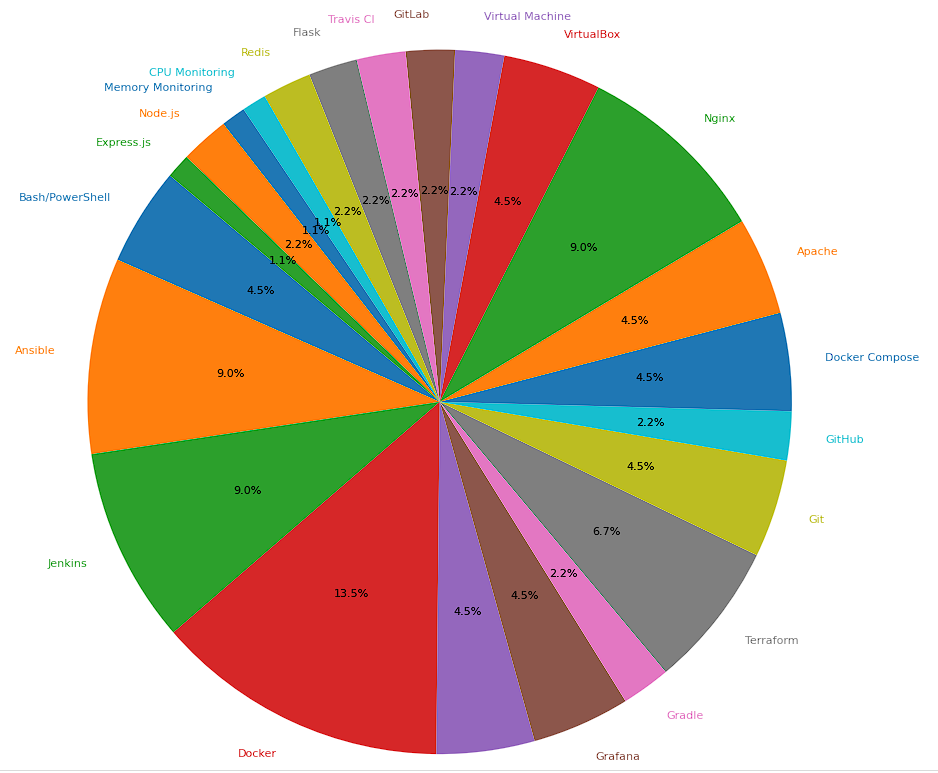 GitLab
Travis CI
Virtual Machine
Flask
VirtualBox
Redis
CPU Monitoring
Memory Monitoring
Node.js
Nginx
Express.js
Bash/PowerShell
Apache
Ansible
Docker Compose
GitHub
Git
Jenkins
Terraform
Gradle
Docker
Grafana
2.2%
2.2%
2.2%
2.2%
2.2%
4.5%
1.1%
1.1%
2.2%
9.0%
1.1%
4.5%
4.5%
9.0%
4.5%
2.2%
4.5%
9.0%
6.7%
2.2%
13.5%
4.5%
4.5%